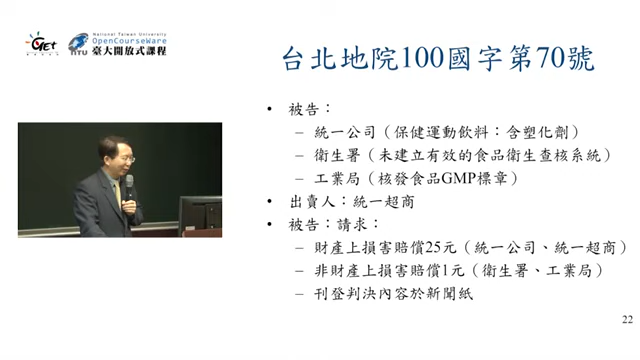 National Taiwan University
OpenCourseWare
NTU 臺大開放式課程
台北地院100國字第70號
• 被告：
– 統一公司（保健運動飲料：含塑化劑）
– 衛生署（未建立有效的食品衛生查核系統）
– 工業局（核發食品GMP標章）
• 出賣人：統一超商
• 被告：請求：
– 財產上損害賠償25元（統一公司、統一超商）
– 非財產上損害賠償1元（衛生署、工業局）
– 刊登判決內容於新聞紙
22